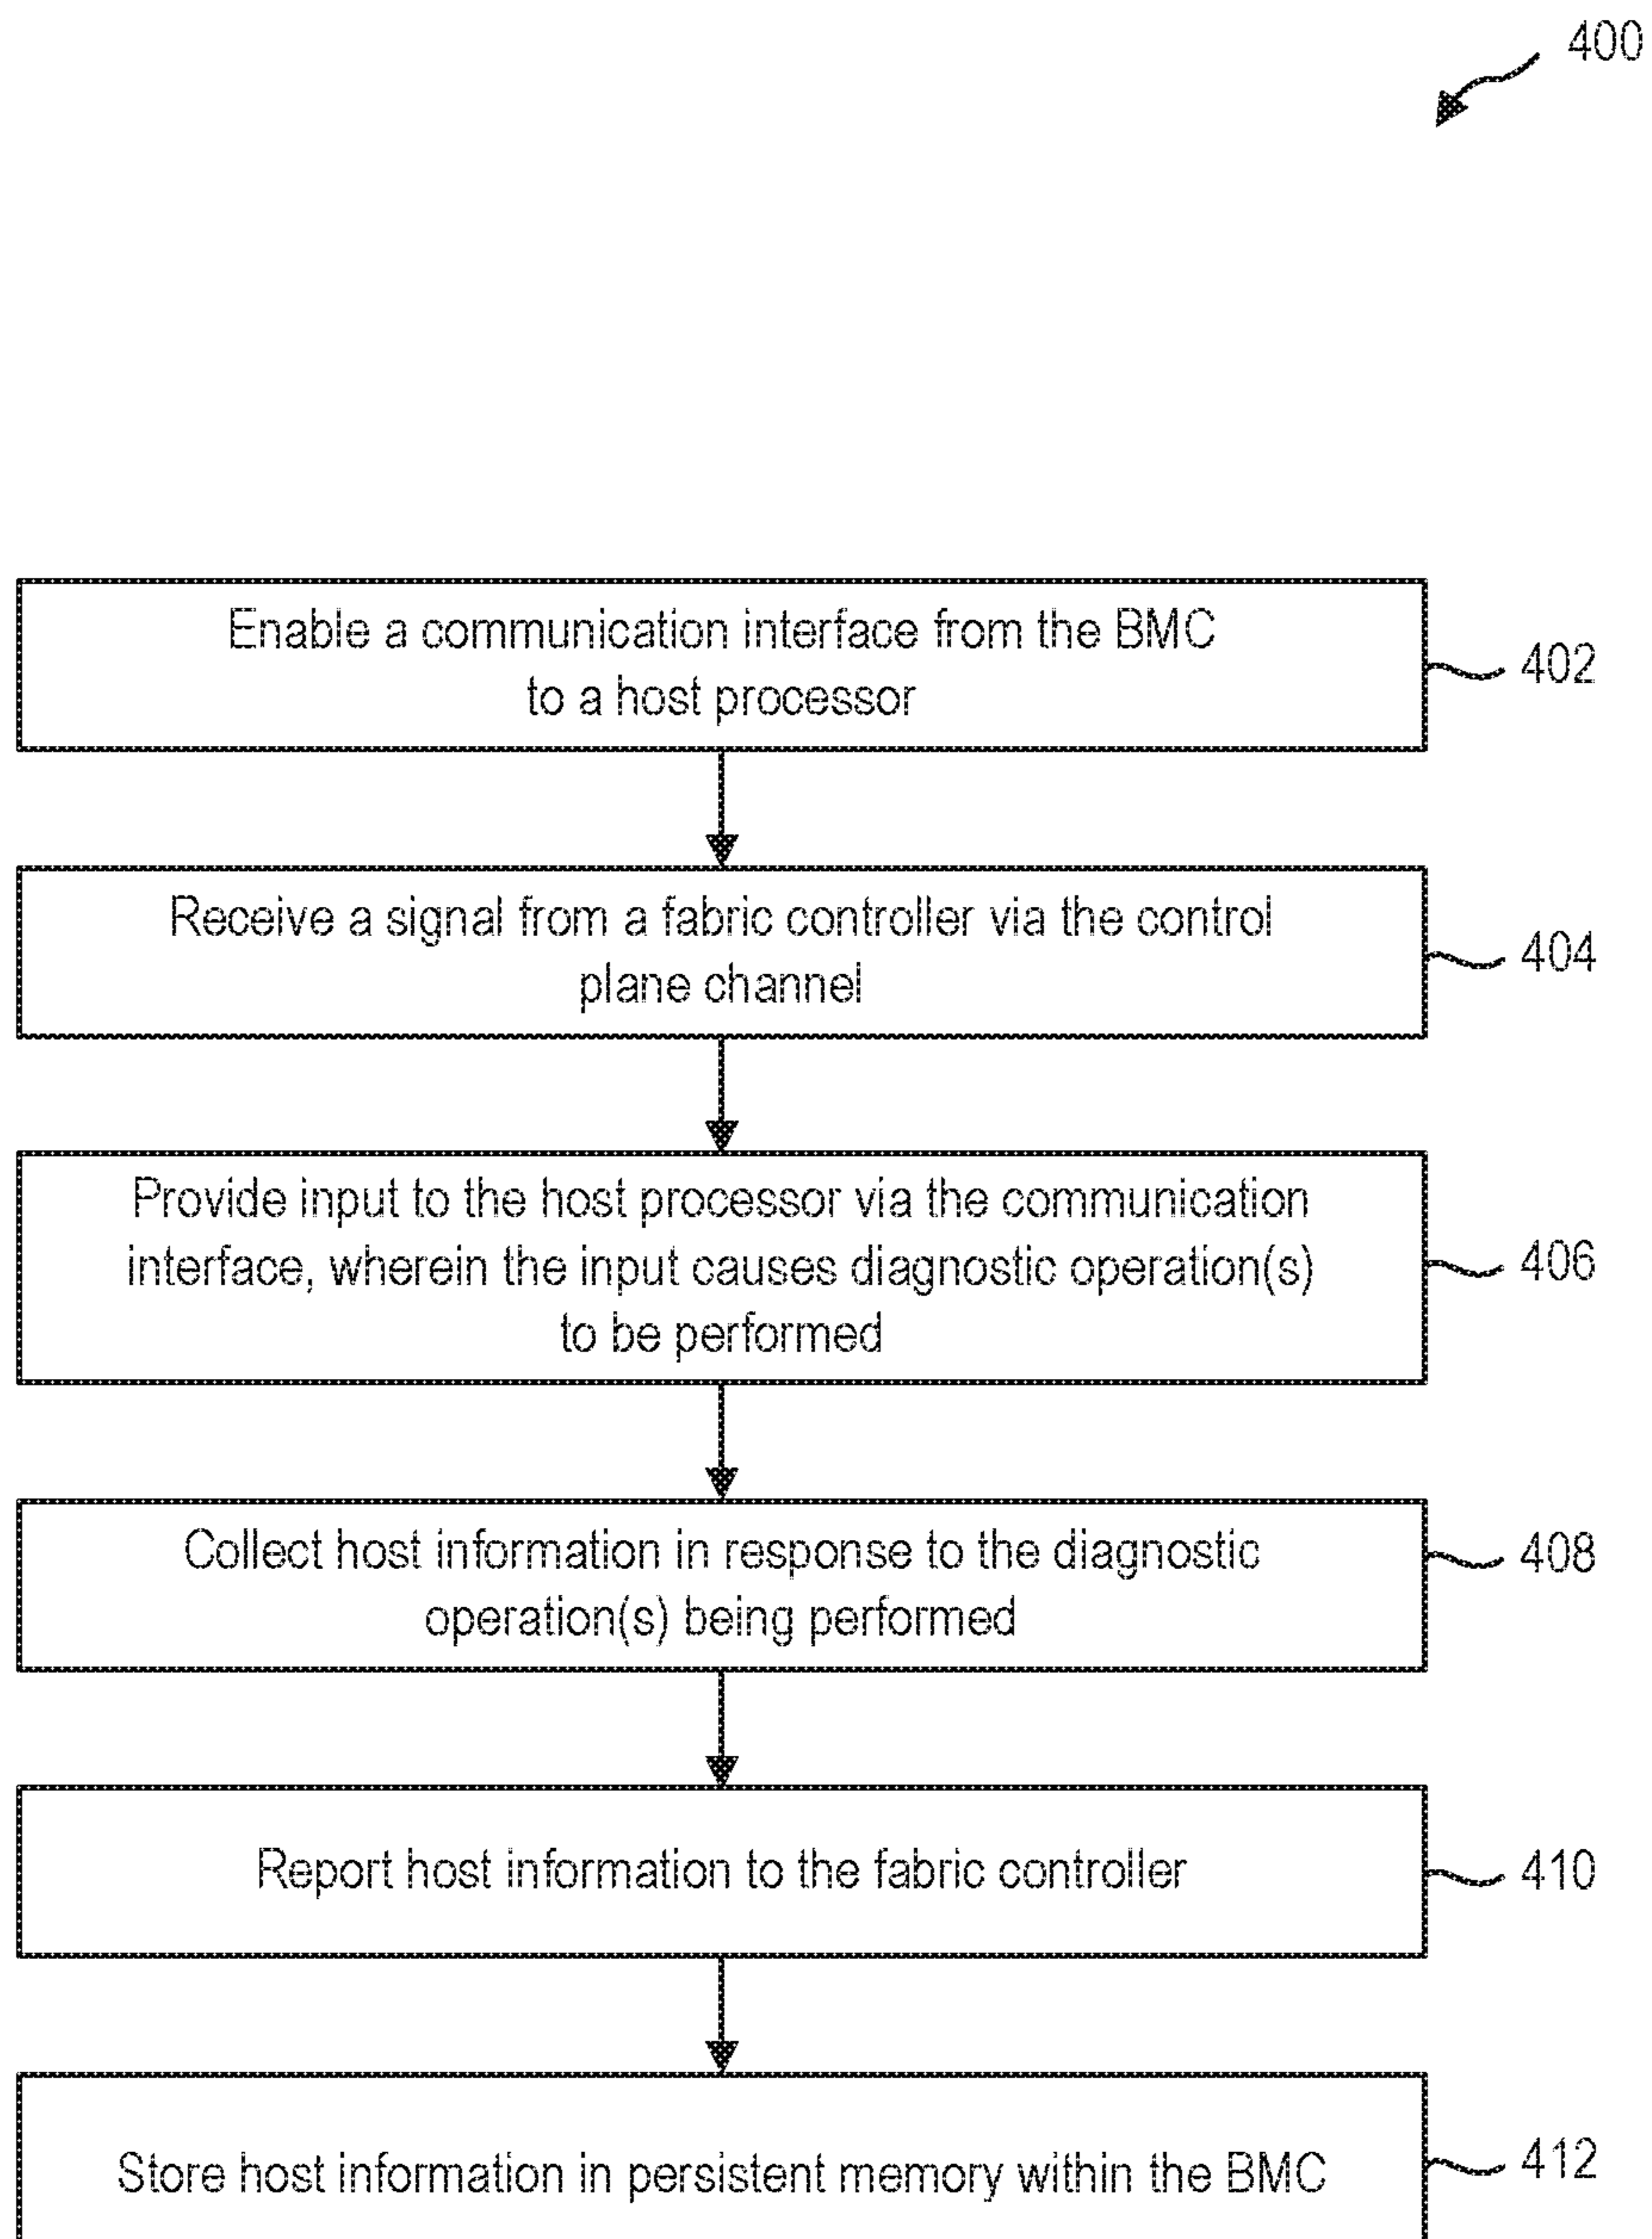 400
Enable a communication interface from the BMC
to a host processor
402
Receive a signal from a fabric controller via the control
plane channel
404
Provide input to the host processor via the communication
interface, wherein the input causes diagnostic operation(s)
to be performed
406
Collect host information in response to the diagnostic
operation(s) being performed
408
Report host information to the fabric controller
410
Store host information in persistent memory within the BMC
412